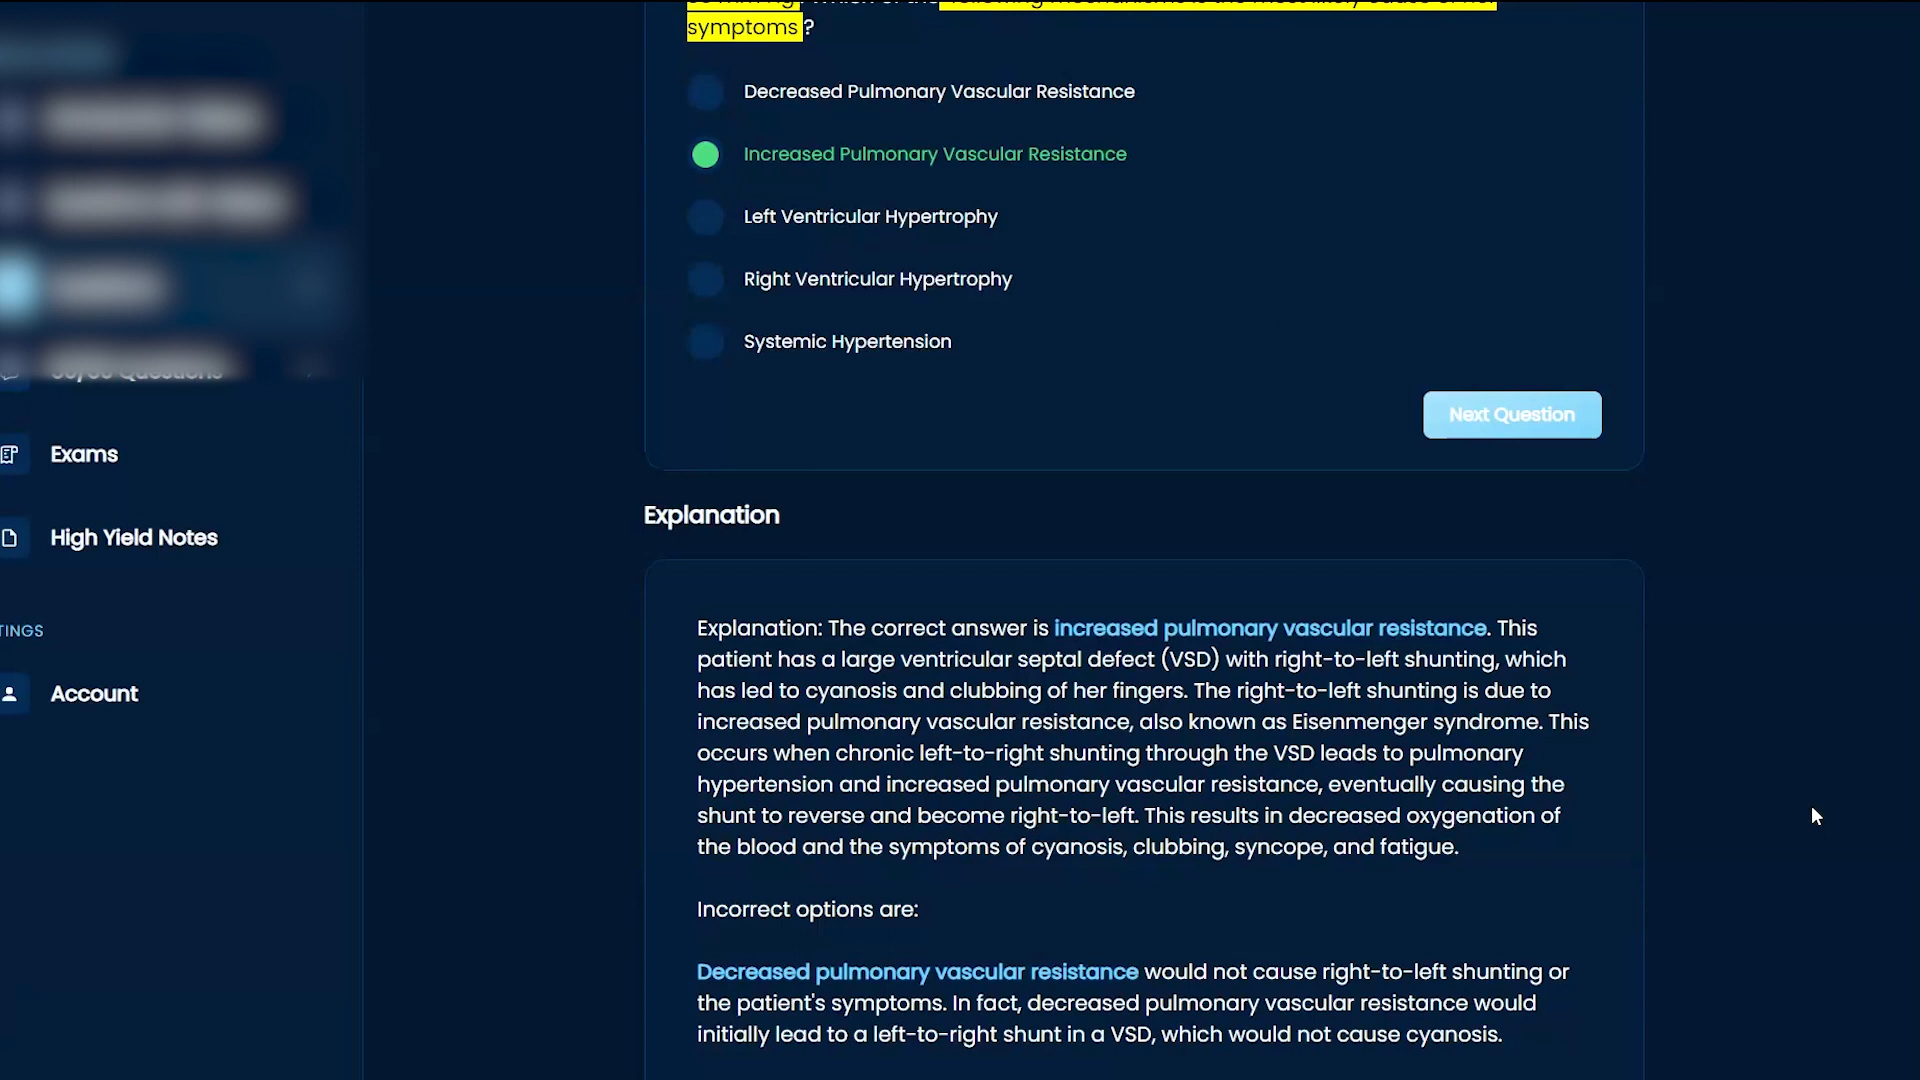 symptoms ?
Decreased Pulmonary Vascular Resistance
Increased Pulmonary Vascular Resistance
Left Ventricular Hypertrophy
Right Ventricular Hypertrophy
Systemic Hypertension
Next Question
Questions
Exams
High Yield Notes
TINGS
Account
Explanation
Explanation: The correct answer is increased pulmonary vascular resistance. This
patient has a large ventricular septal defect (VSD) with right-to-left shunting, which
has led to cyanosis and clubbing of her fingers. The right-to-left shunting is due to
increased pulmonary vascular resistance, also known as Eisenmenger syndrome. This
occurs when chronic left-to-right shunting through the VSD leads to pulmonary
hypertension and increased pulmonary vascular resistance, eventually causing the
shunt to reverse and become right-to-left. This results in decreased oxygenation of
the blood and the symptoms of cyanosis, clubbing, syncope, and fatigue.
Incorrect options are:
Decreased pulmonary vascular resistance would not cause right-to-left shunting or
the patient's symptoms. In fact, decreased pulmonary vascular resistance would
initially lead to a left-to-right shunt in a VSD, which would not cause cyanosis.